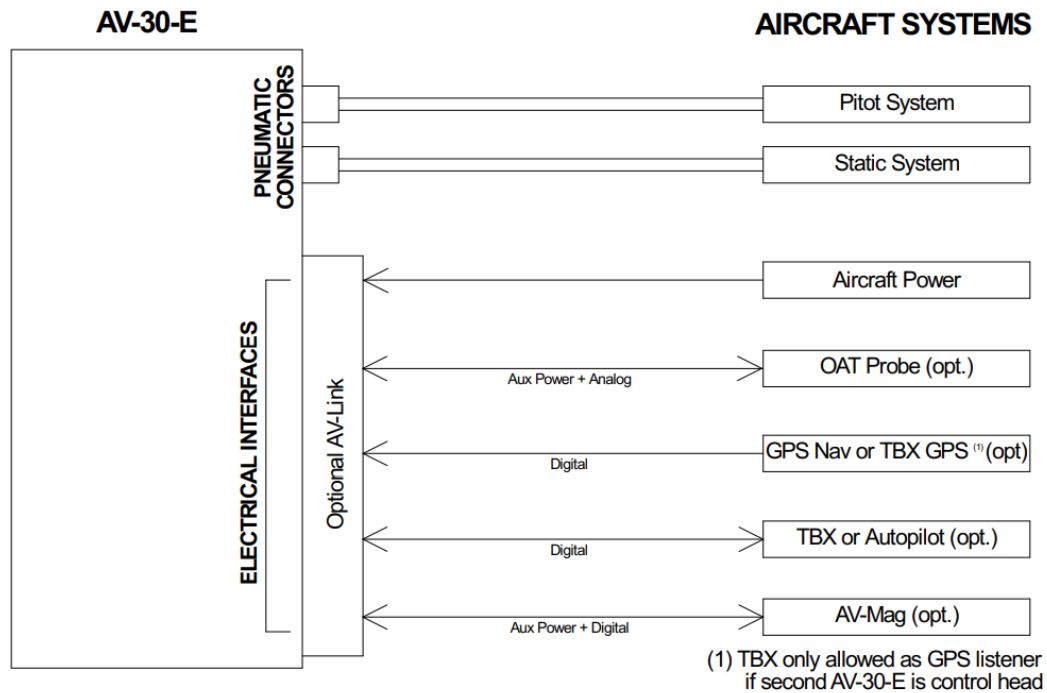 AV-30-E
AIRCRAFT SYSTEMS
PNEUMATIC
CONNECTORS
Pitot System
Static System
ELECTRICAL INTERFACES
Optional AV-Link
Aircraft Power
Aux Power + Analog
OAT Probe (opt.)
Digital
GPS Nav or TBX GPS (1) (opt)
Digital
TBX or Autopilot (opt.)
Aux Power + Digital
AV-Mag (opt.)
(1) TBX only allowed as GPS listener
if second AV-30-E is control head